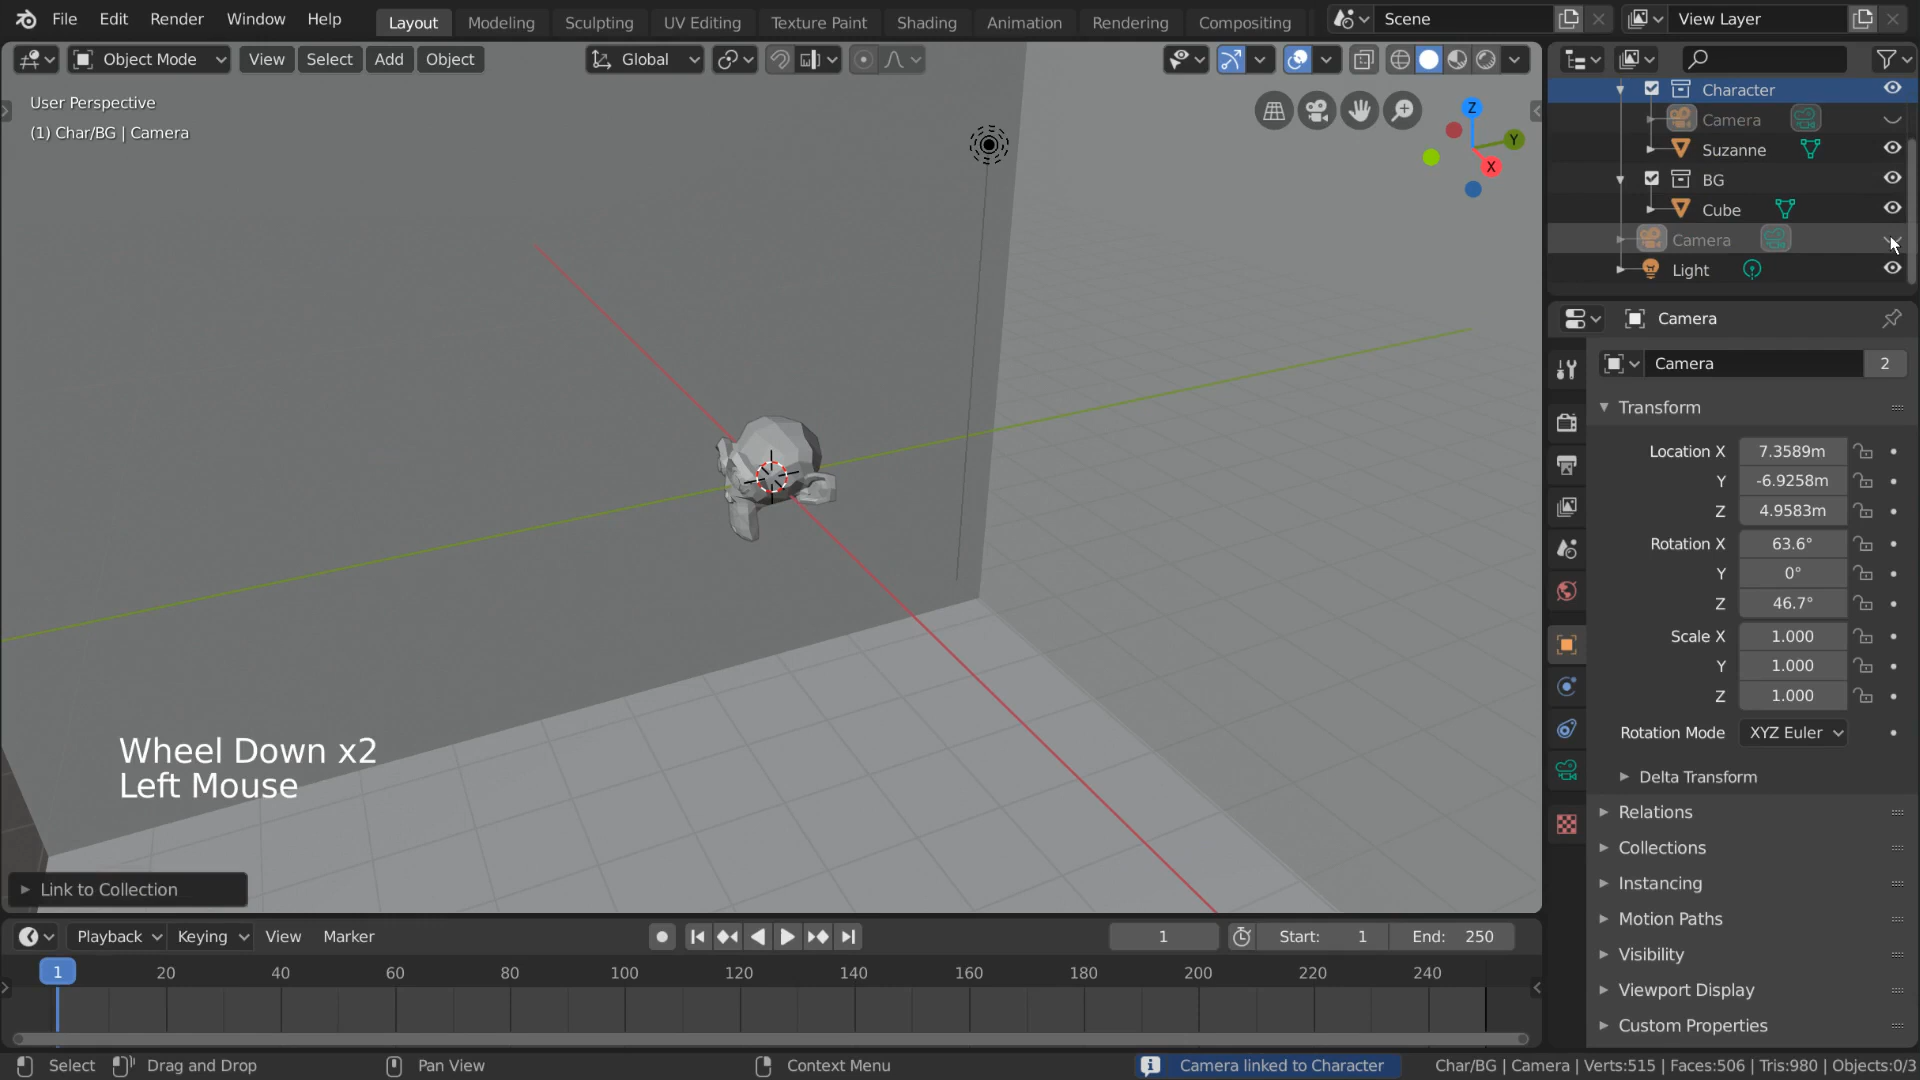 File Edit Render Window Help Layout Modeling Sculpting UV Editing Texture Paint Shading Animation Rendering Compositing Scene View Layer
Object Mode View Select Add Object Global
User Perspective
(1) Char/BG | Camera
Z
Y
X
Character
Camera
Suzanne
BG
Cube
Camera
Light
Camera
Camera 2
Transform
Location X 7.3589m
Y -6.9258m
Z 4.9583m
Rotation X 63.6°
Y 0°
Z 46.7°
Scale X 1.000
Y 1.000
Z 1.000
Rotation Mode XYZ Euler
Delta Transform
Relations
Collections
Instancing
Motion Paths
Visibility
Viewport Display
Custom Properties
Wheel Down x2
Left Mouse
Link to Collection
Playback Keying View Marker 1 Start: 1 End: 250
1 20 40 60 80 100 120 140 160 180 200 220 240
Select Drag and Drop Pan View Context Menu Camera linked to Character Char/BG | Camera | Verts:515 | Faces:506 | Tris:980 | Objects:0/3